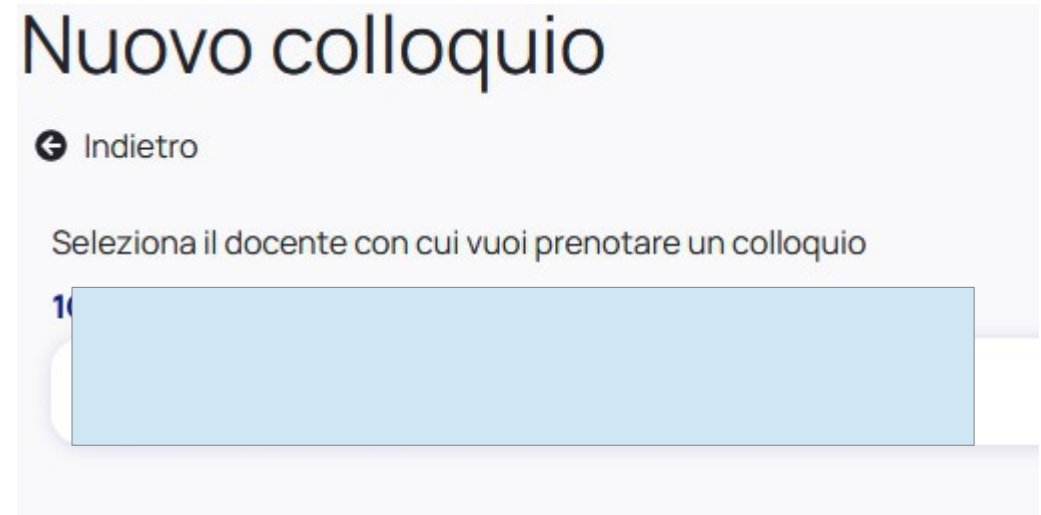 Nuovo colloquio
Indietro
Seleziona il docente con cui vuoi prenotare un colloquio